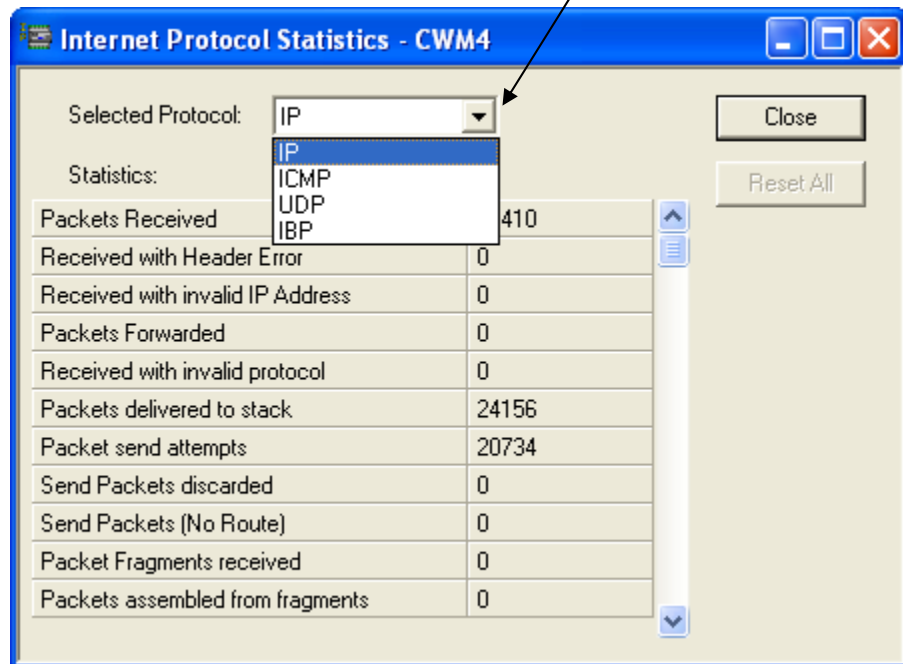 Internet Protocol Statistics - CWM4
Selected Protocol: IP
Close
IP
ICMP
UDP
IBP
Statistics:
Reset All
Packets Received 410
Received with Header Error 0
Received with invalid IP Address 0
Packets Forwarded 0
Received with invalid protocol 0
Packets delivered to stack 24156
Packet send attempts 20734
Send Packets discarded 0
Send Packets (No Route) 0
Packet Fragments received 0
Packets assembled from fragments 0